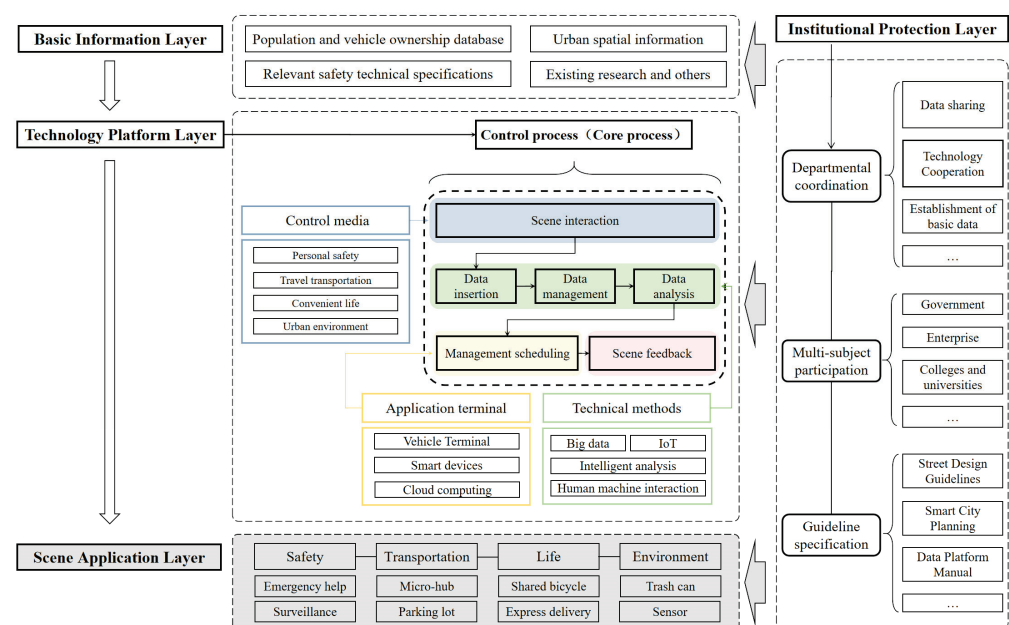 Basic Information Layer
Population and vehicle ownership database
Urban spatial information
Relevant safety technical specifications
Existing research and others
Institutional Protection Layer
Technology Platform Layer
Control process（Core process）
Control media
Personal safety
Travel transportation
Convenient life
Urban environment
Scene interaction
Data
insertion
Data
management
Data
analysis
Management scheduling
Scene feedback
Application terminal
Vehicle Terminal
Smart devices
Cloud computing
Technical methods
Big data
IoT
Intelligent analysis
Human machine interaction
Departmental
coordination
Data sharing
Technology
Cooperation
Establishment of
basic data
…
Multi-subject
participation
Government
Enterprise
Colleges and
universities
…
Guideline
specification
Street Design
Guidelines
Smart City
Planning
Data Platform
Manual
…
Scene Application Layer
Safety
Transportation
Life
Environment
Emergency help
Micro-hub
Shared bicycle
Trash can
Surveillance
Parking lot
Express delivery
Sensor